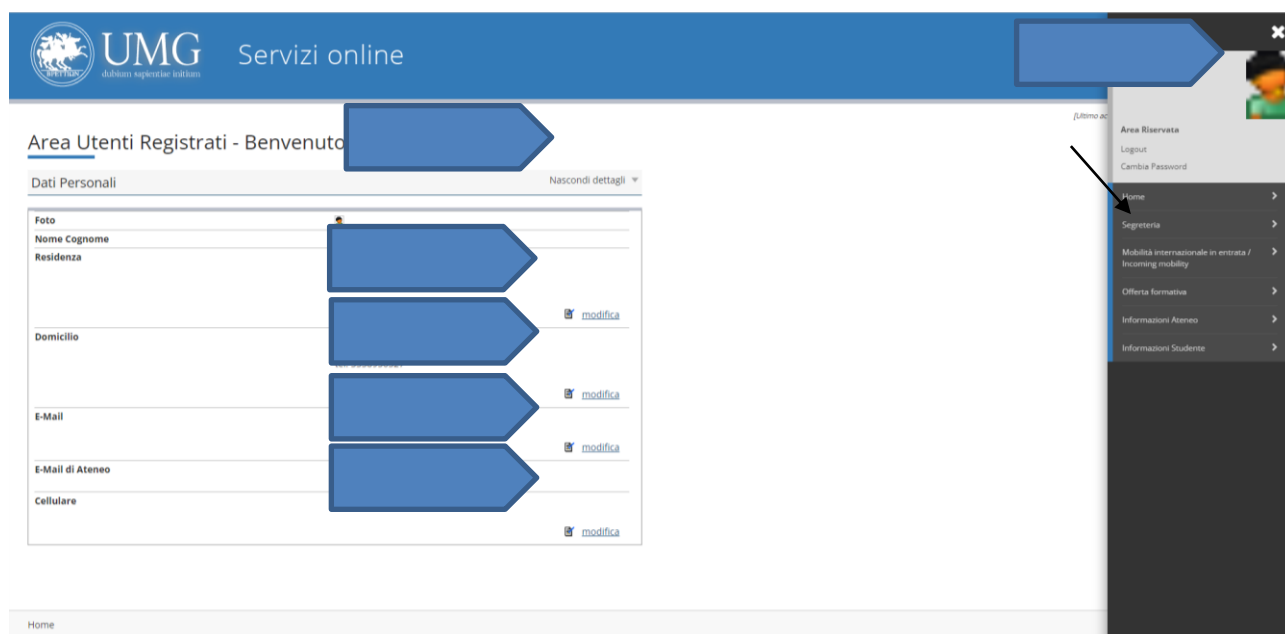 UMG
dubium sapientiae initium
Servizi online
Area Utenti Registrati - Benvenuto
[Ultimo ac
Dati Personali
Nascondi dettagli
Foto
Nome Cognome
Residenza
modifica
Domicilio
modifica
E-Mail
modifica
E-Mail di Ateneo
Cellulare
modifica
Home
Area Riservata
Logout
Cambia Password
Home
Segreteria
Mobilità internazionale in entrata /
Incoming mobility
Offerta formativa
Informazioni Ateneo
Informazioni Studente